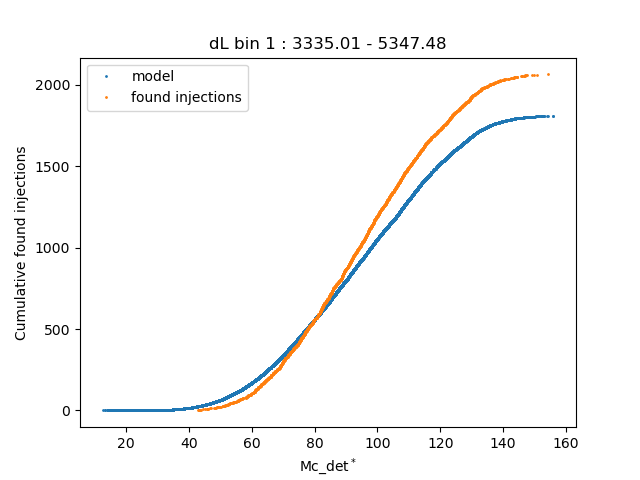 dL bin 1 : 3335.01 - 5347.48
model
found injections
Cumulative found injections
2000
1500
1000
500
0
20 40 60 80 100 120 140 160
Mc_det*